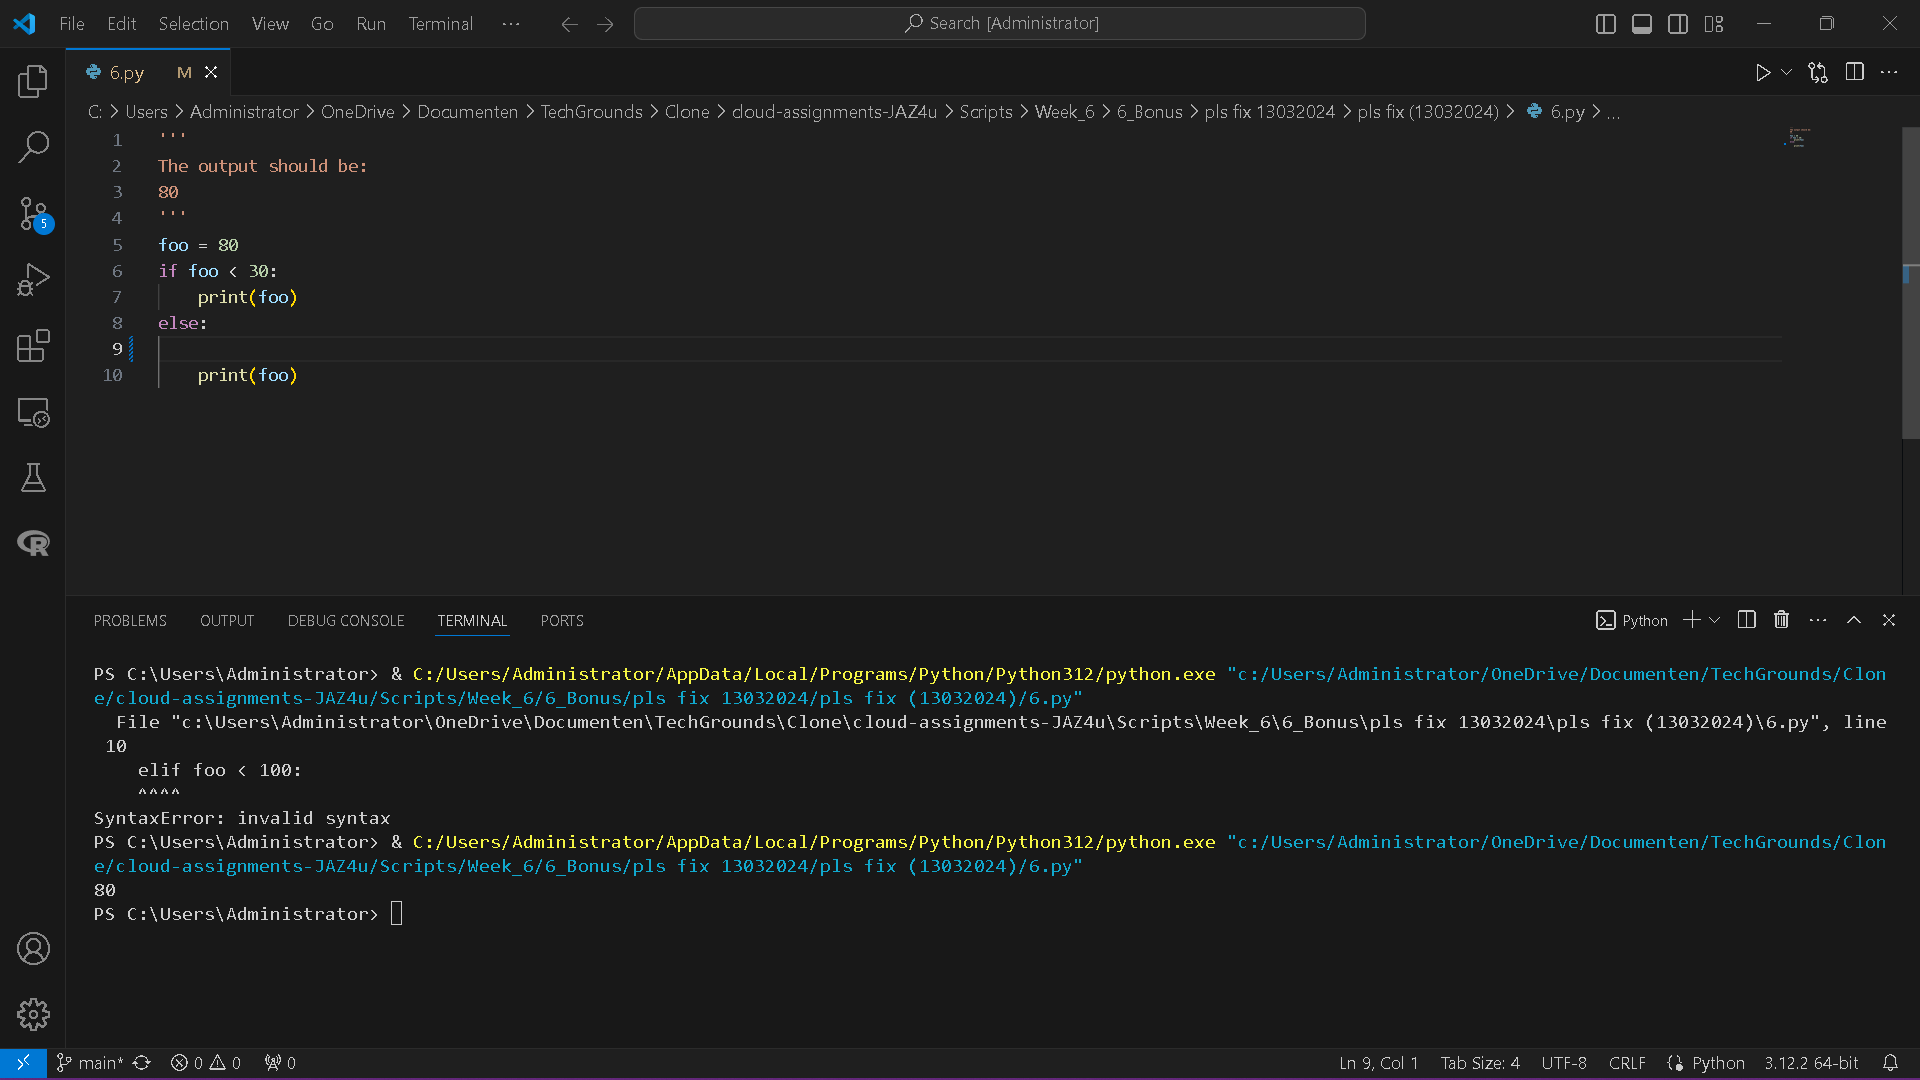 File Edit Selection View Go Run Terminal ··· Search [Administrator]
6.py M
C: > Users > Administrator > OneDrive > Documenten > TechGrounds > Clone > cloud-assignments-JAZ4u > Scripts > Week_6 > 6_Bonus > pls fix 13032024 > pls fix (13032024) > 6.py > ...
1 '''
2 The output should be:
3 80
4 '''
5 foo = 80
6 if foo < 30:
7 print(foo)
8 else:
9
10 print(foo)
5
PROBLEMS OUTPUT DEBUG CONSOLE TERMINAL PORTS Python
PS C:\Users\Administrator> & C:/Users/Administrator/AppData/Local/Programs/Python/Python312/python.exe "c:/Users/Administrator/OneDrive/Documenten/TechGrounds/Clon
e/cloud-assignments-JAZ4u/Scripts/Week_6/6_Bonus/pls fix 13032024/pls fix (13032024)/6.py"
File "c:\Users\Administrator\OneDrive\Documenten\TechGrounds\Clone\cloud-assignments-JAZ4u\Scripts\Week_6\6_Bonus\pls fix 13032024\pls fix (13032024)\6.py", line
10
elif foo < 100:
^^^^
SyntaxError: invalid syntax
PS C:\Users\Administrator> & C:/Users/Administrator/AppData/Local/Programs/Python/Python312/python.exe "c:/Users/Administrator/OneDrive/Documenten/TechGrounds/Clon
e/cloud-assignments-JAZ4u/Scripts/Week_6/6_Bonus/pls fix 13032024/pls fix (13032024)/6.py"
80
PS C:\Users\Administrator>
main* 0 0 0 Ln 9, Col 1 Tab Size: 4 UTF-8 CRLF Python 3.12.2 64-bit